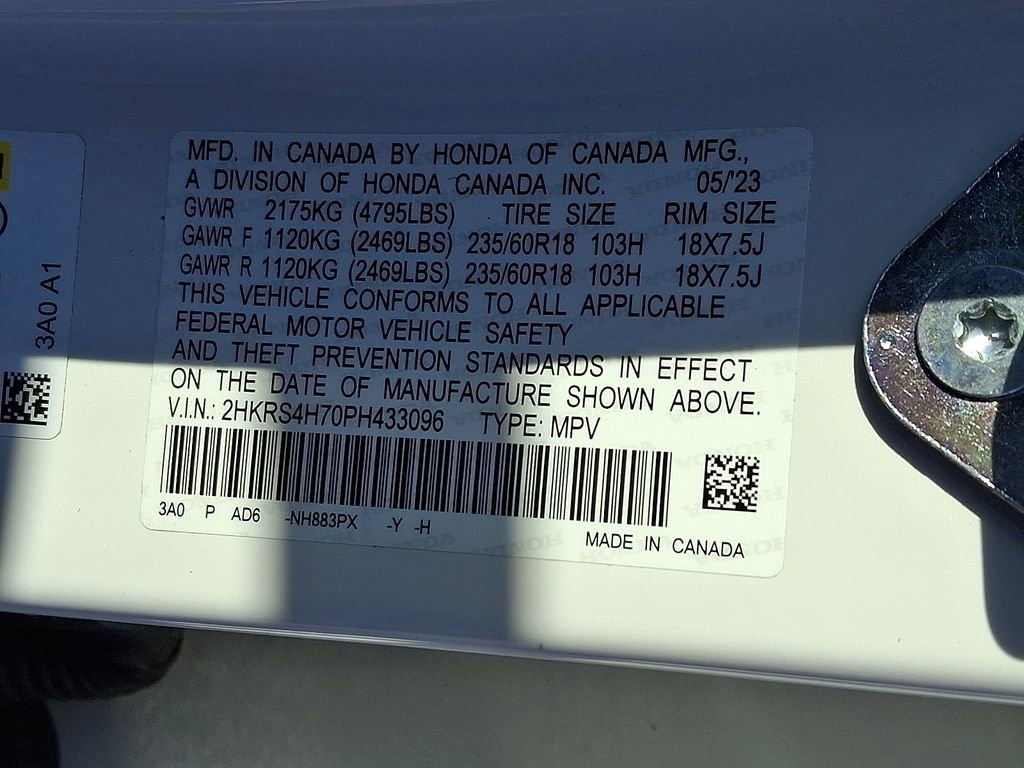 MFD. IN CANADA BY HONDA OF CANADA MFG.,
A DIVISION OF HONDA CANADA INC. 05/'23
GVWR 2175KG (4795LBS) TIRE SIZE RIM SIZE
GAWR F 1120KG (2469LBS) 235/60R18 103H 18X7.5J
GAWR R 1120KG (2469LBS) 235/60R18 103H 18X7.5J
THIS VEHICLE CONFORMS TO ALL APPLICABLE
FEDERAL MOTOR VEHICLE SAFETY
AND THEFT PREVENTION STANDARDS IN EFFECT
ON THE DATE OF MANUFACTURE SHOWN ABOVE.
V.I.N.: 2HKRS4H70PH433096 TYPE: MPV
3A0 P AD6 -NH883PX -Y -H
MADE IN CANADA
3A0 A1